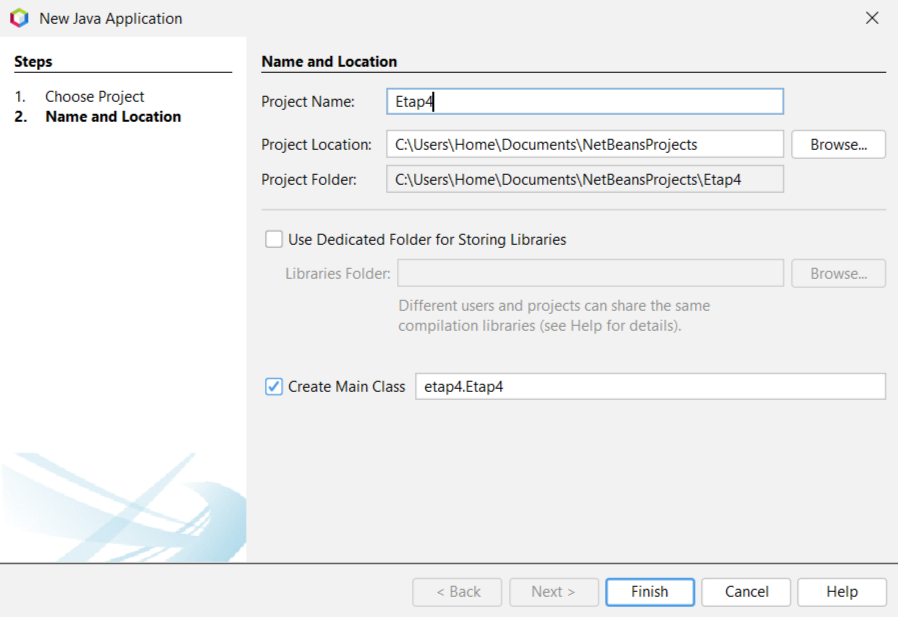 New Java Application
Steps
1. Choose Project
2. Name and Location
Name and Location
Project Name: Etap4
Project Location: C:\Users\Home\Documents\NetBeansProjects Browse...
Project Folder: C:\Users\Home\Documents\NetBeansProjects\Etap4
Use Dedicated Folder for Storing Libraries
Libraries Folder: Browse...
Different users and projects can share the same
compilation libraries (see Help for details).
Create Main Class etap4.Etap4
< Back Next > Finish Cancel Help